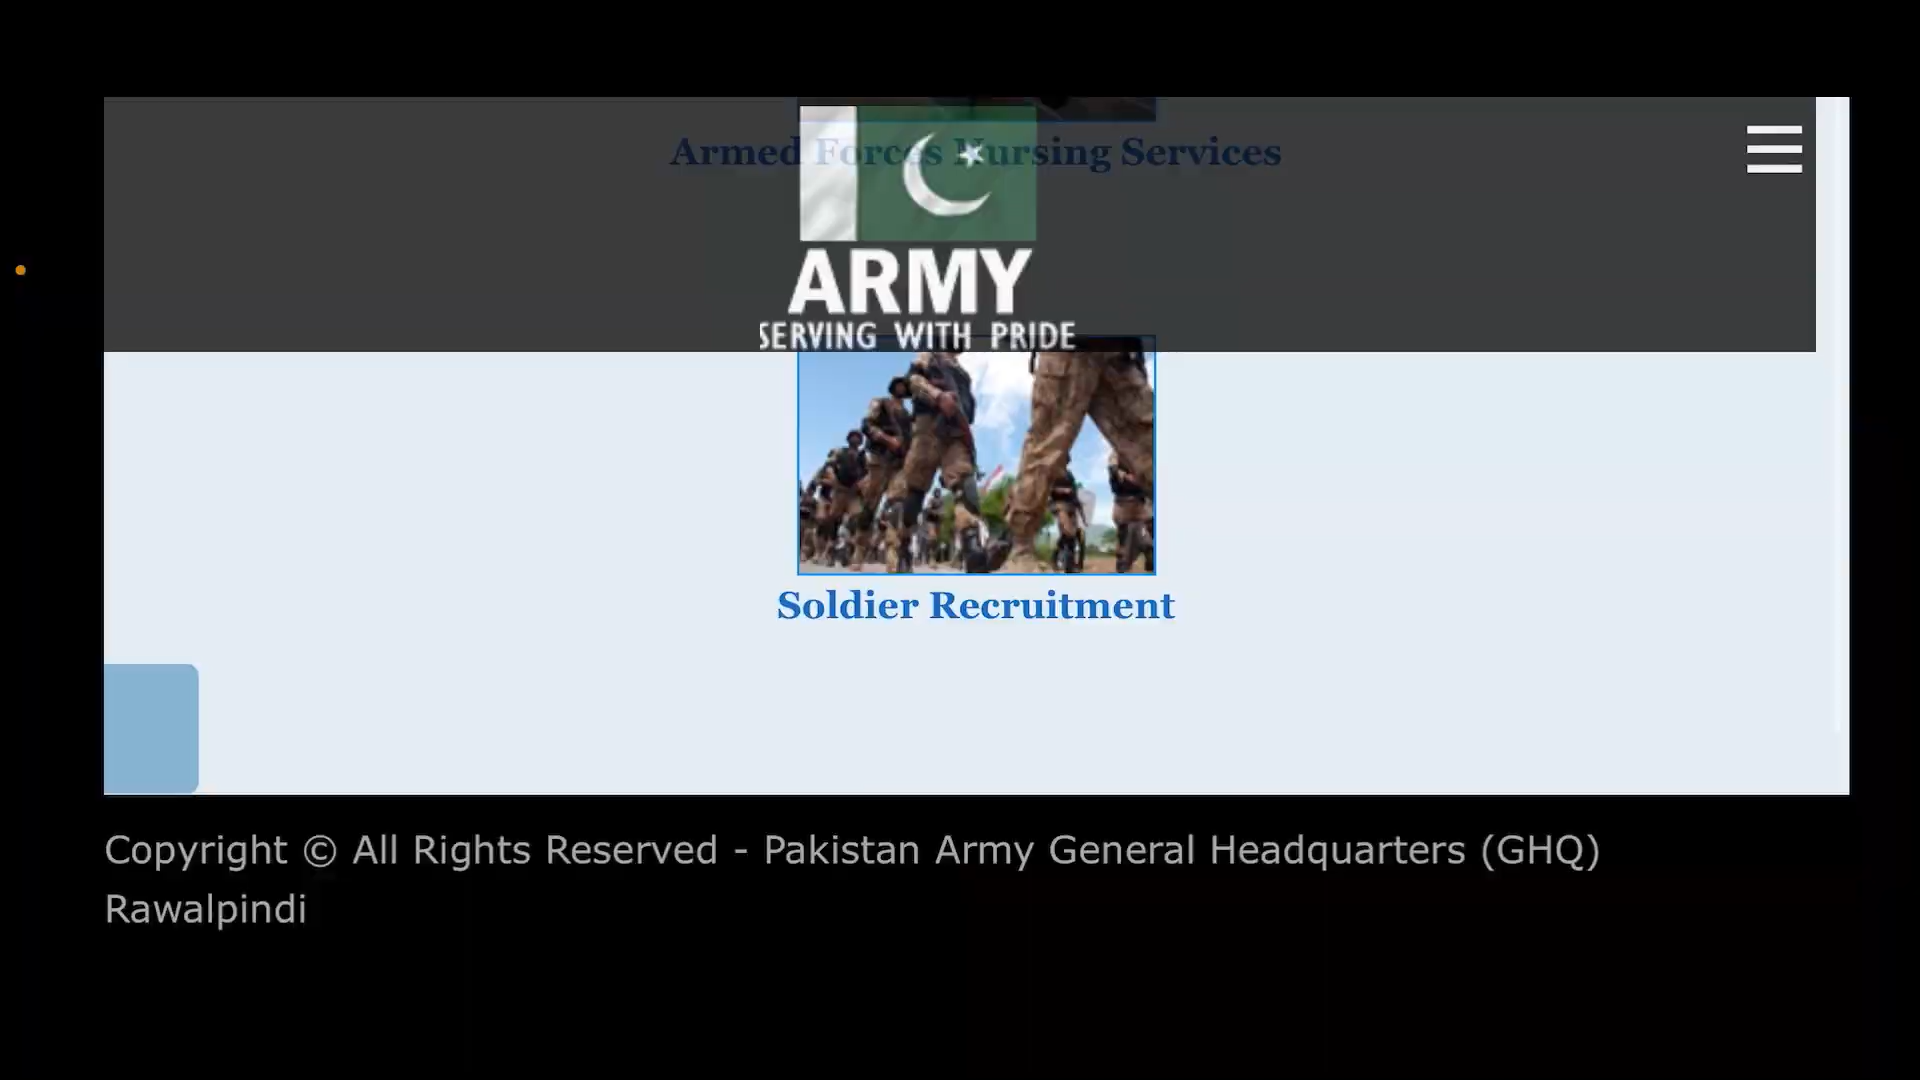 Armed Forces Nursing Services
ARMY
SERVING WITH PRIDE
Soldier Recruitment
Copyright © All Rights Reserved - Pakistan Army General Headquarters (GHQ)
Rawalpindi